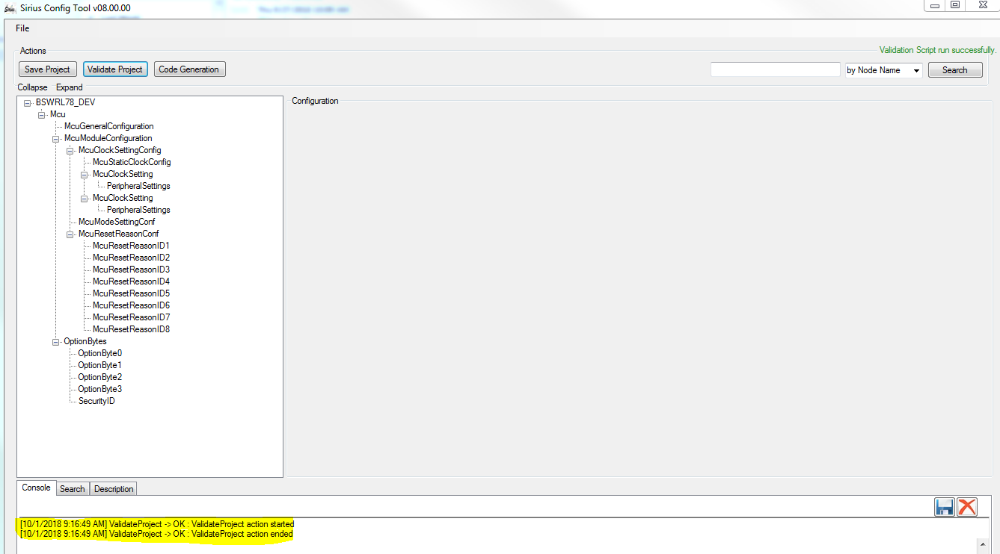 Sirius Config Tool v08.00.00
File
Actions
Validation Script run successfully.
Save Project Validate Project Code Generation by Node Name Search
Collapse Expand
Configuration
BSWRL78_DEV
Mcu
McuGeneralConfiguration
McuModuleConfiguration
McuClockSettingConfig
McuStaticClockConfig
McuClockSetting
PeripheralSettings
McuClockSetting
PeripheralSettings
McuModeSettingConf
McuResetReasonConf
McuResetReasonID1
McuResetReasonID2
McuResetReasonID3
McuResetReasonID4
McuResetReasonID5
McuResetReasonID6
McuResetReasonID7
McuResetReasonID8
OptionBytes
OptionByte0
OptionByte1
OptionByte2
OptionByte3
SecurityID
Console Search Description
[10/1/2018 9:16:49 AM] ValidateProject -> OK : ValidateProject action started
[10/1/2018 9:16:49 AM] ValidateProject -> OK : ValidateProject action ended